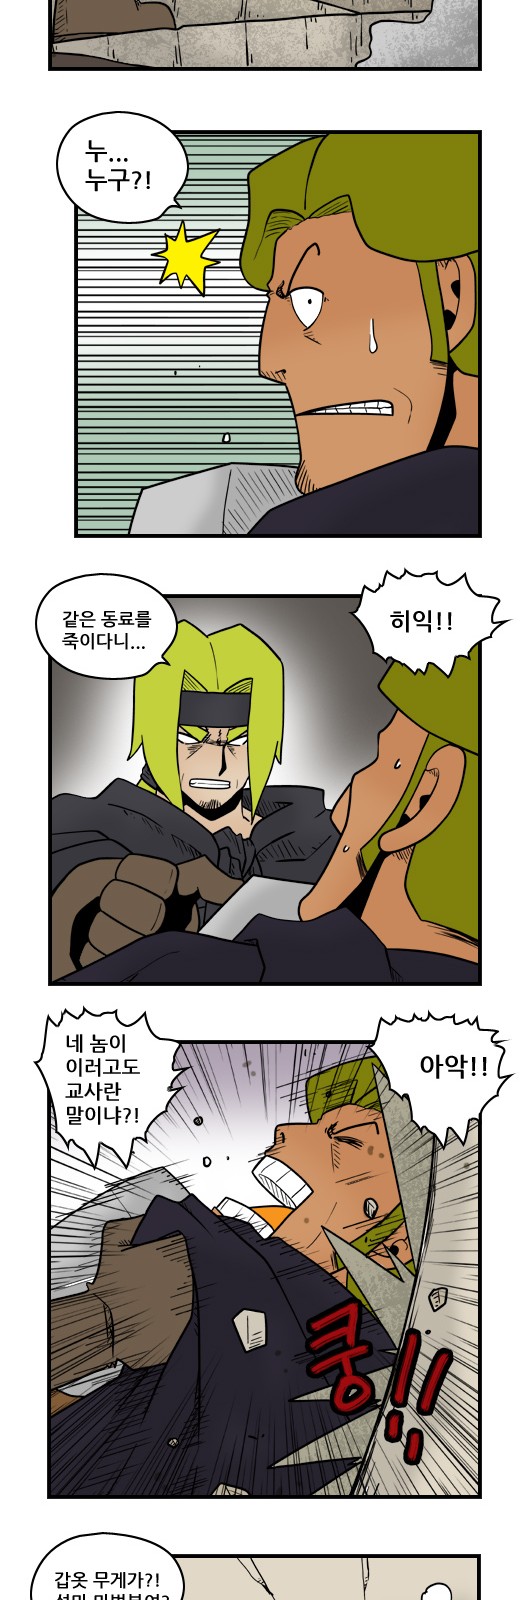 누...
누구?!
같은 동료를
죽이다니...
히익!!
네 놈이
이러고도
교사란
말이냐?!
아악!!
쿵!!
갑옷 무게가?!